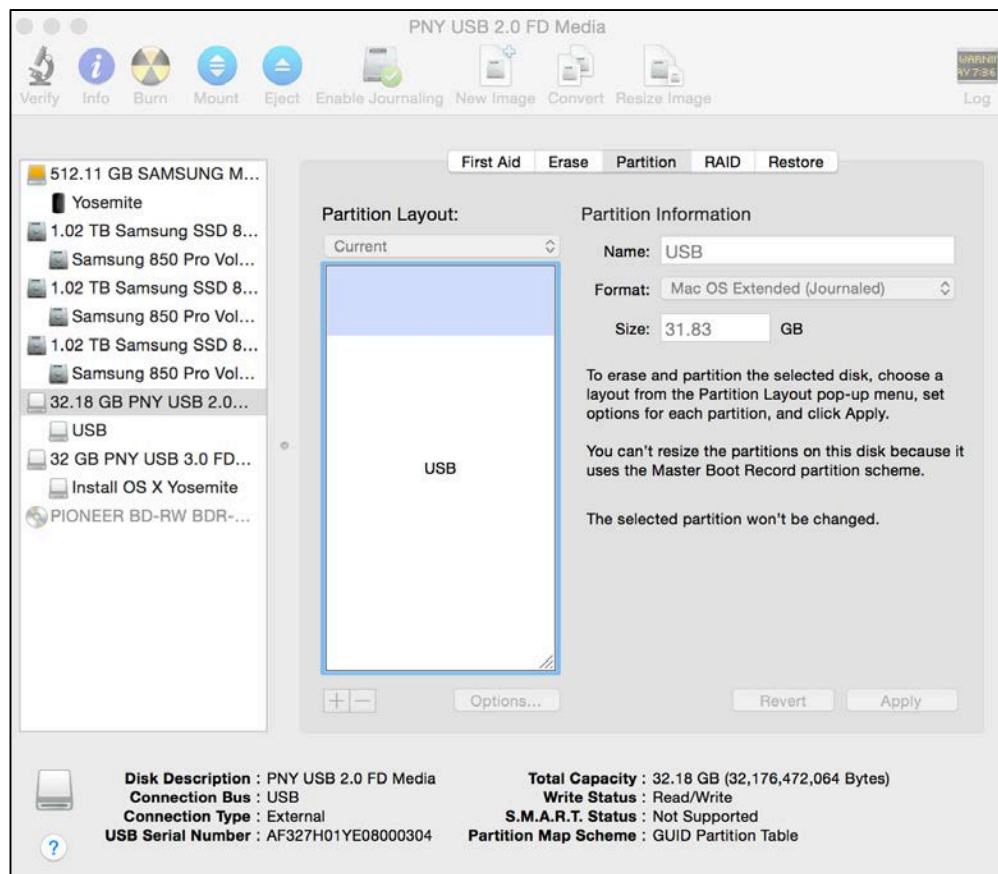 PNY USB 2.0 FD Media
Verify Info Burn Mount Eject Enable Journaling New Image Convert Resize Image Log
WARNIN
AY 7:36
512.11 GB SAMSUNG M...
Yosemite
1.02 TB Samsung SSD 8...
Samsung 850 Pro Vol...
1.02 TB Samsung SSD 8...
Samsung 850 Pro Vol...
1.02 TB Samsung SSD 8...
Samsung 850 Pro Vol...
32.18 GB PNY USB 2.0...
USB
32 GB PNY USB 3.0 FD...
Install OS X Yosemite
PIONEER BD-RW BDR-...
First Aid Erase Partition RAID Restore
Partition Layout:
Current
USB
Options...
Partition Information
Name: USB
Format: Mac OS Extended (Journaled)
Size: 31.83 GB
To erase and partition the selected disk, choose a
layout from the Partition Layout pop-up menu, set
options for each partition, and click Apply.
You can't resize the partitions on this disk because it
uses the Master Boot Record partition scheme.
The selected partition won't be changed.
Revert Apply
Disk Description : PNY USB 2.0 FD Media
Connection Bus : USB
Connection Type : External
USB Serial Number : AF327H01YE08000304
Total Capacity : 32.18 GB (32,176,472,064 Bytes)
Write Status : Read/Write
S.M.A.R.T. Status : Not Supported
Partition Map Scheme : GUID Partition Table
?